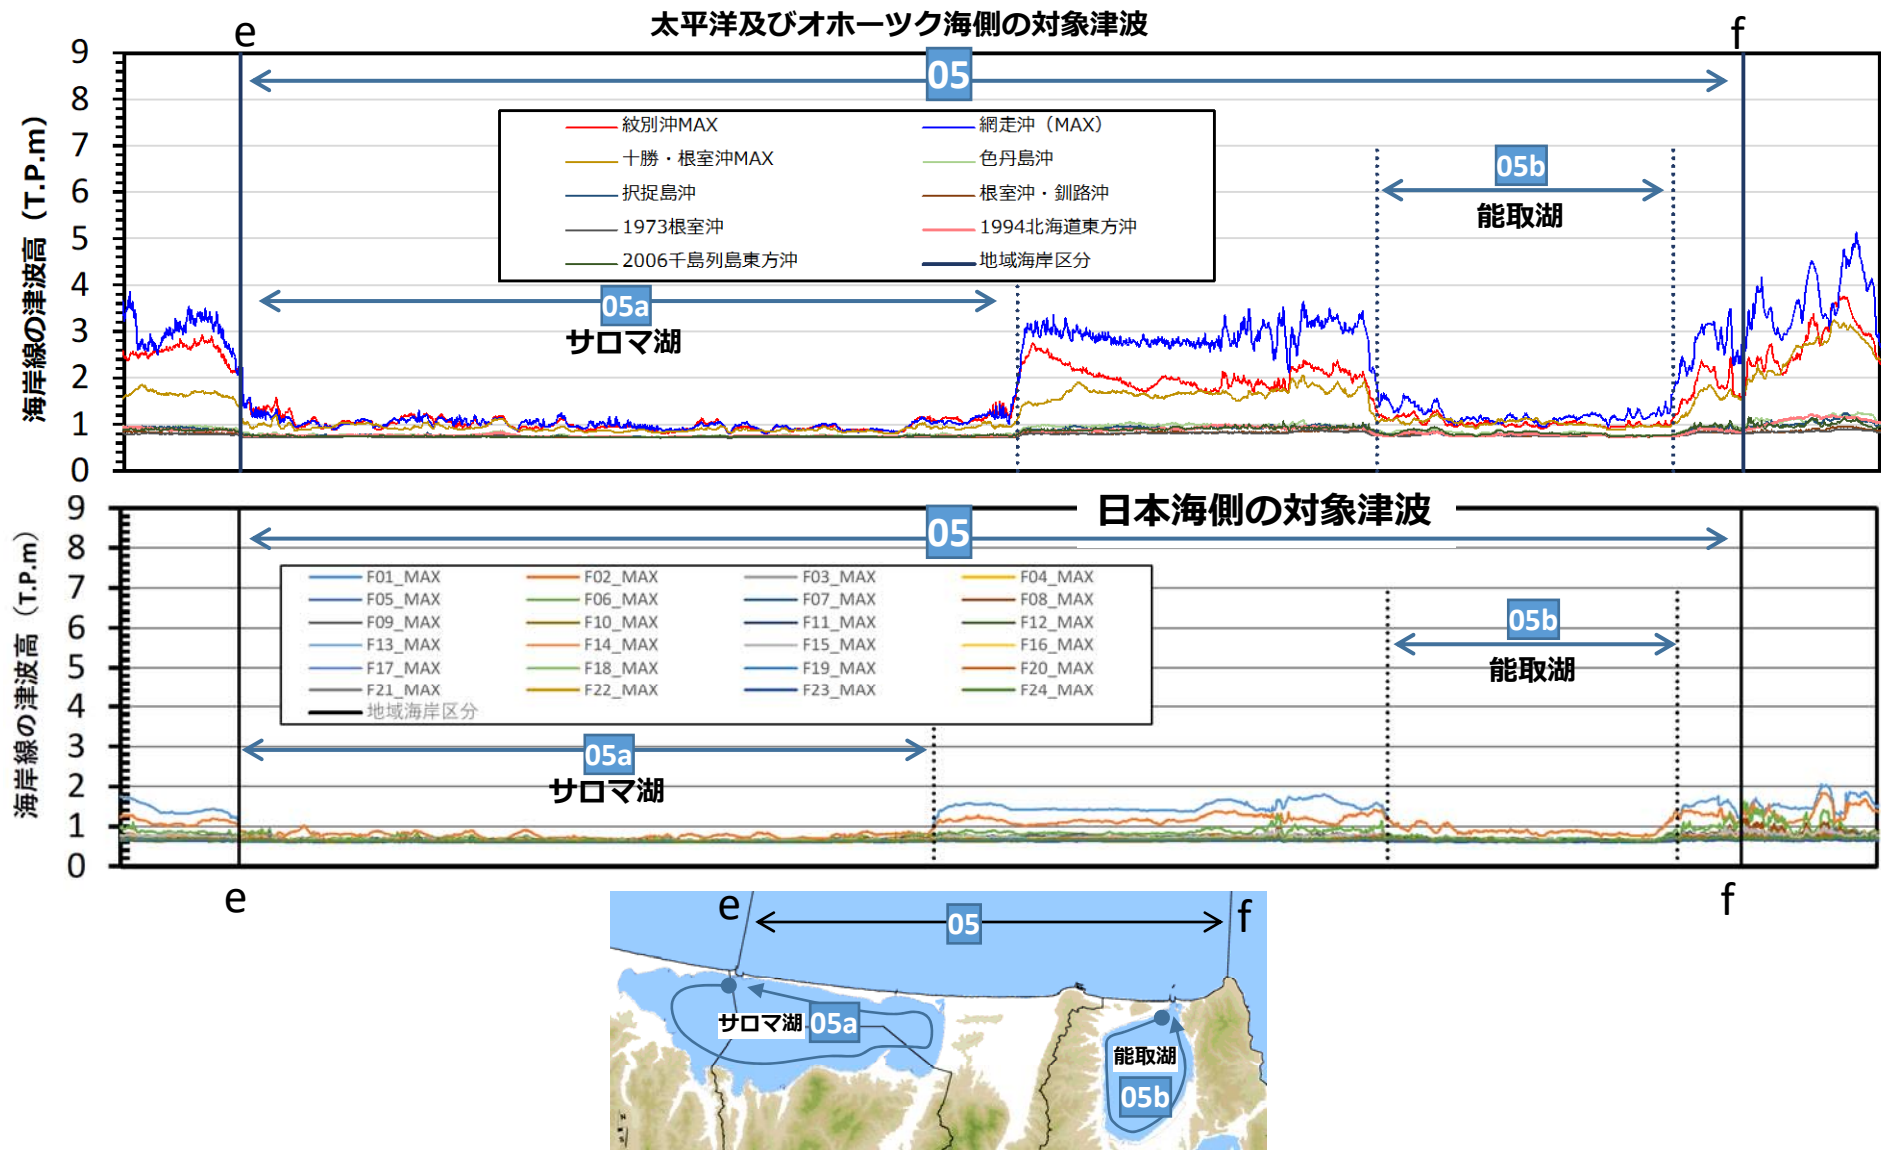 太平洋及びオホーツク海側の対象津波
e
f
05
海岸線の津波高（T.P.m）
9
8
7
6
5
4
3
2
1
0
紋別沖MAX
網走沖（MAX）
十勝・根室沖MAX
色丹島沖
択捉島沖
根室沖・釧路沖
1973根室沖
1994北海道東方沖
2006千島列島東方沖
地域海岸区分
05a
サロマ湖
05b
能取湖
日本海側の対象津波
05
海岸線の津波高（T.P.m）
9
8
7
6
5
4
3
2
1
0
F01_MAX F02_MAX F03_MAX F04_MAX
F05_MAX F06_MAX F07_MAX F08_MAX
F09_MAX F10_MAX F11_MAX F12_MAX
F13_MAX F14_MAX F15_MAX F16_MAX
F17_MAX F18_MAX F19_MAX F20_MAX
F21_MAX F22_MAX F23_MAX F24_MAX
地域海岸区分
05a
サロマ湖
05b
能取湖
e
f
e
05
f
サロマ湖 05a
能取湖
05b